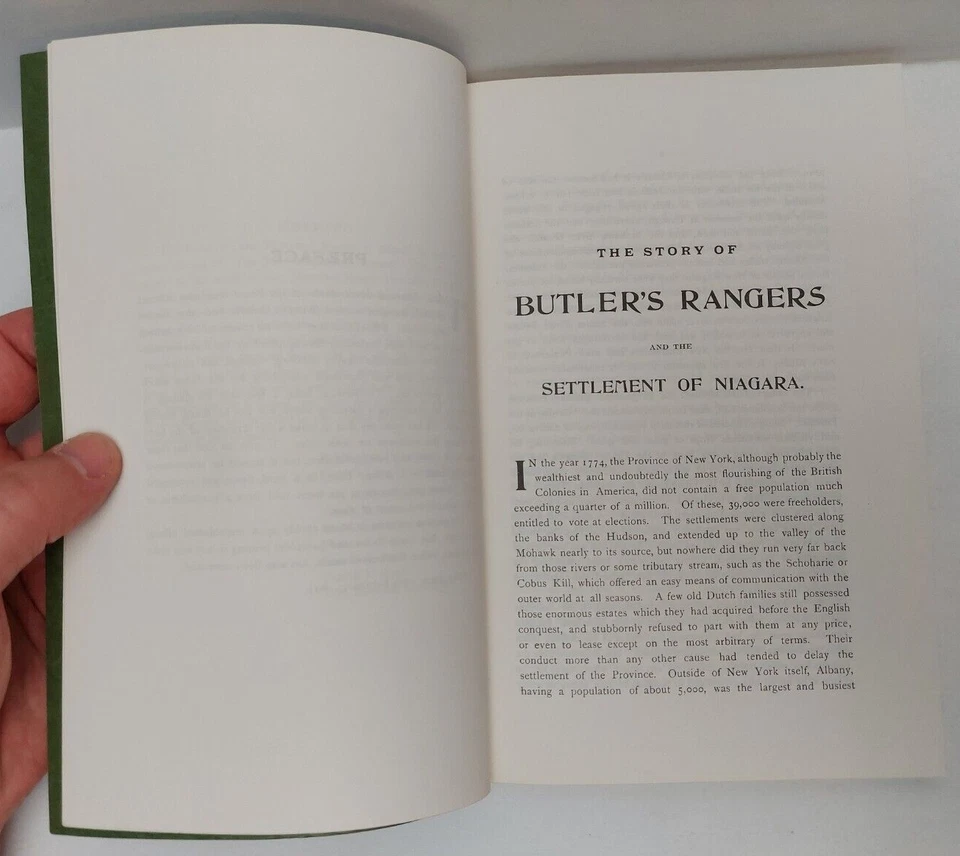 THE STORY OF
BUTLER'S RANGERS
AND THE
SETTLEMENT OF NIAGARA.
IN the year 1774, the Province of New York, although probably the
wealthiest and undoubtedly the most flourishing of the British
Colonies in America, did not contain a free population much
exceeding a quarter of a million. Of these, 39,000 were freeholders,
entitled to vote at elections. The settlements were clustered along
the banks of the Hudson, and extended up to the valley of the
Mohawk nearly to its source, but nowhere did they run very far back
from those rivers or some tributary stream, such as the Schoharie or
Cobus Kill, which offered an easy means of communication with the
outer world at all seasons. A few old Dutch families still possessed
those enormous estates which they had acquired before the English
conquest, and stubbornly refused to part with them at any price,
or even to lease except on the most arbitrary of terms. Their
conduct more than any other cause had tended to delay the
settlement of the Province. Outside of New York itself, Albany,
having a population of about 5,000, was the largest and busiest